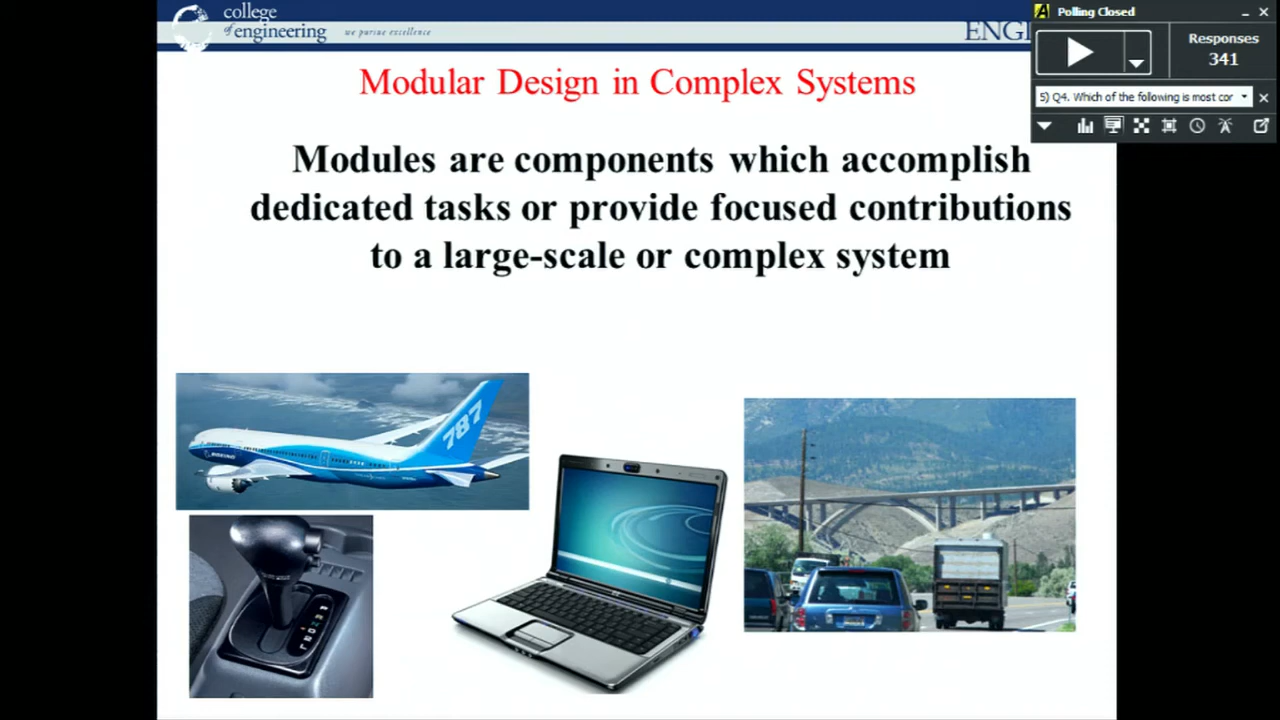 college
of engineering
we pursue excellence
ENGI
Polling Closed
Responses
341
5) Q4. Which of the following is most cor
Modular Design in Complex Systems
Modules are components which accomplish
dedicated tasks or provide focused contributions
to a large-scale or complex system
787
BOEING